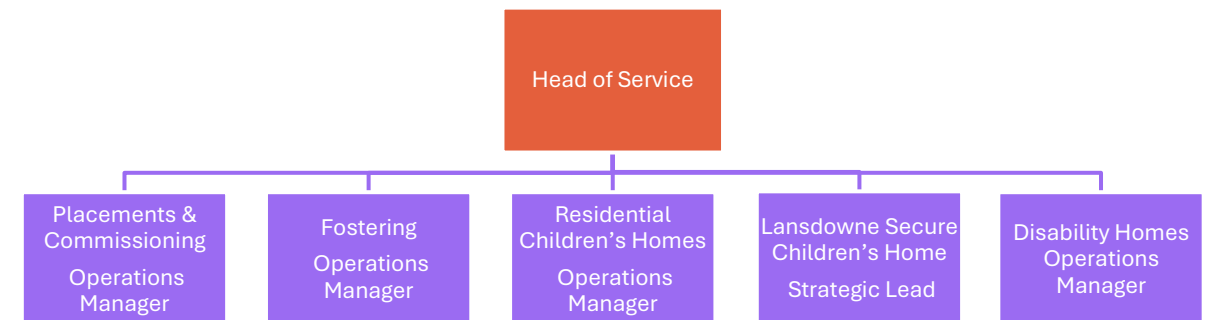 Head of Service
Placements &
Commissioning
Operations
Manager
Fostering
Operations
Manager
Residential
Children’s Homes
Operations
Manager
Lansdowne Secure
Children’s Home
Strategic Lead
Disability Homes
Operations
Manager